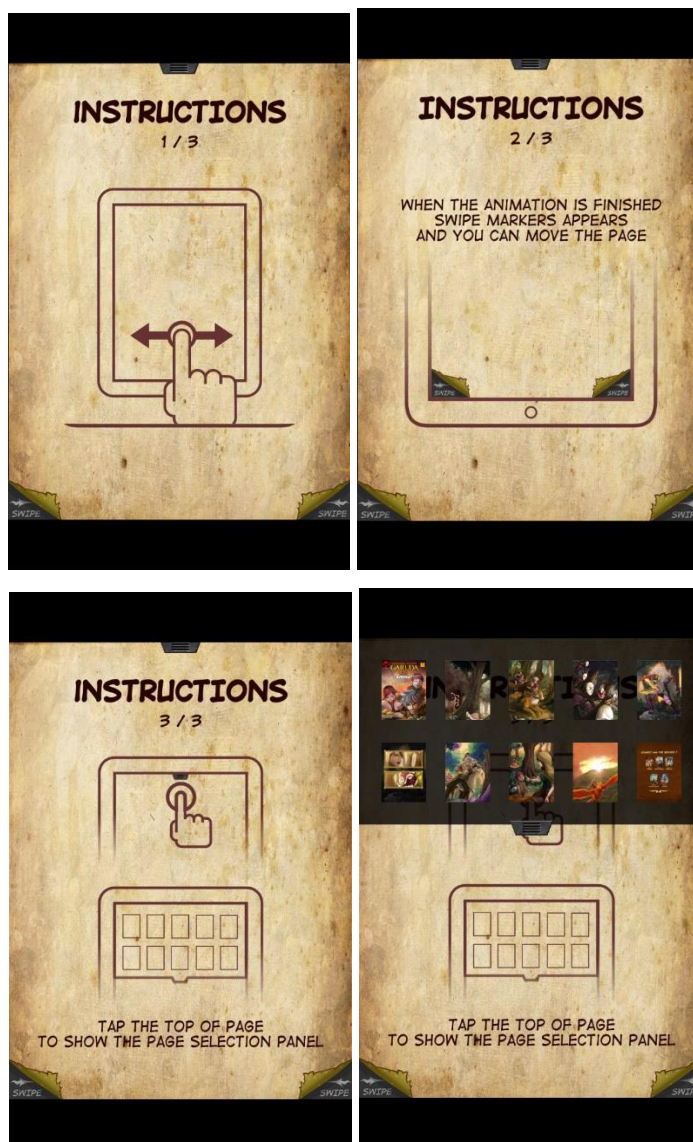 INSTRUCTIONS
1 / 3
SWIPE
SWIPE
INSTRUCTIONS
2 / 3
WHEN THE ANIMATION IS FINISHED
SWIPE MARKERS APPEARS
AND YOU CAN MOVE THE PAGE
SWIPE
SWIPE
SWIPE
SWIPE
INSTRUCTIONS
3 / 3
TAP THE TOP OF PAGE
TO SHOW THE PAGE SELECTION PANEL
SWIPE
SWIPE
GARUDA
TAP THE TOP OF PAGE
TO SHOW THE PAGE SELECTION PANEL
SWIPE